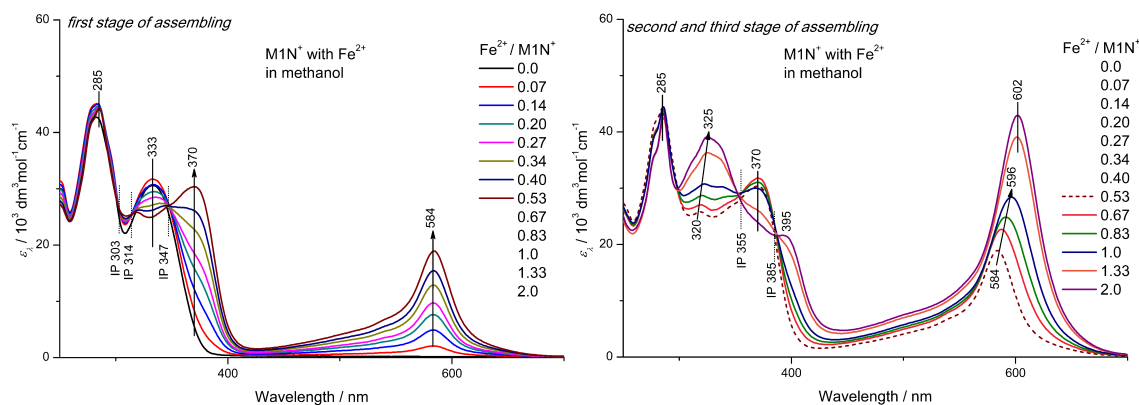 first stage of assembling
M1N⁺ with Fe²⁺
in methanol
Fe²⁺ / M1N⁺
0.0
0.07
0.14
0.20
0.27
0.34
0.40
0.53
0.67
0.83
1.0
1.33
2.0
285
333
370
584
IP 303
IP 314
IP 347
60
40
20
0
400
600
ελ / 10³ dm³mol⁻¹cm⁻¹
Wavelength / nm
second and third stage of assembling
M1N⁺ with Fe²⁺
in methanol
Fe²⁺ / M1N⁺
0.0
0.07
0.14
0.20
0.27
0.34
0.40
0.53
0.67
0.83
1.0
1.33
2.0
285
325
320
370
395
IP 355
IP 385
602
596
584
60
40
20
0
400
600
ελ / 10³ dm³mol⁻¹cm⁻¹
Wavelength / nm